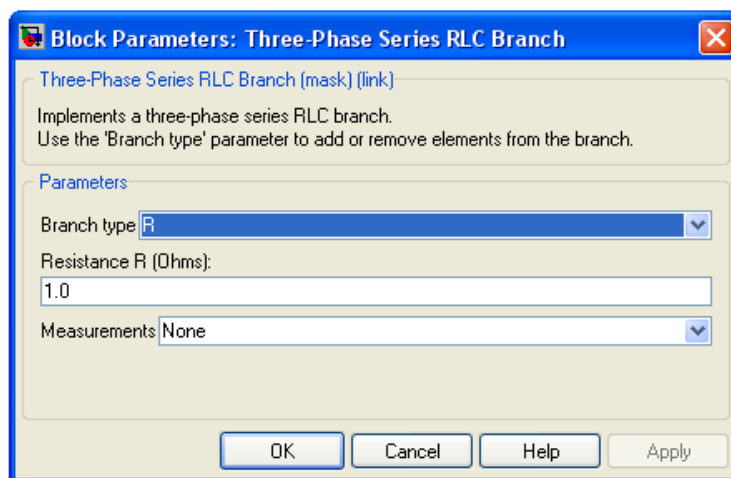 Block Parameters: Three-Phase Series RLC Branch
Three-Phase Series RLC Branch (mask) (link)
Implements a three-phase series RLC branch.
Use the 'Branch type' parameter to add or remove elements from the branch.
Parameters
Branch type R
Resistance R (Ohms):
1.0
Measurements None
OK Cancel Help Apply